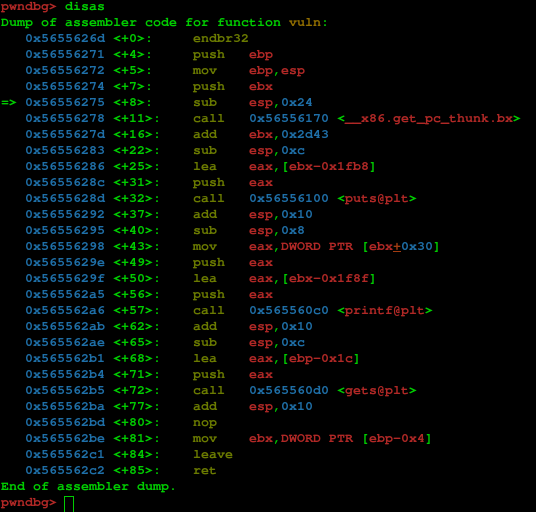 pwndbg> disas
Dump of assembler code for function vuln:
0x5655626d <+0>: endbr32
0x56556271 <+4>: push ebp
0x56556272 <+5>: mov ebp,esp
0x56556274 <+7>: push ebx
=> 0x56556275 <+8>: sub esp,0x24
0x56556278 <+11>: call 0x56556170 <__x86.get_pc_thunk.bx>
0x5655627d <+16>: add ebx,0x2d43
0x56556283 <+22>: sub esp,0xc
0x56556286 <+25>: lea eax,[ebx-0x1fb8]
0x5655628c <+31>: push eax
0x5655628d <+32>: call 0x56556100 <puts@plt>
0x56556292 <+37>: add esp,0x10
0x56556295 <+40>: sub esp,0x8
0x56556298 <+43>: mov eax,DWORD PTR [ebx+0x30]
0x5655629e <+49>: push eax
0x5655629f <+50>: lea eax,[ebx-0x1f8f]
0x565562a5 <+56>: push eax
0x565562a6 <+57>: call 0x565560c0 <printf@plt>
0x565562ab <+62>: add esp,0x10
0x565562ae <+65>: sub esp,0xc
0x565562b1 <+68>: lea eax,[ebp-0x1c]
0x565562b4 <+71>: push eax
0x565562b5 <+72>: call 0x565560d0 <gets@plt>
0x565562ba <+77>: add esp,0x10
0x565562bd <+80>: nop
0x565562be <+81>: mov ebx,DWORD PTR [ebp-0x4]
0x565562c1 <+84>: leave
0x565562c2 <+85>: ret
End of assembler dump.
pwndbg>